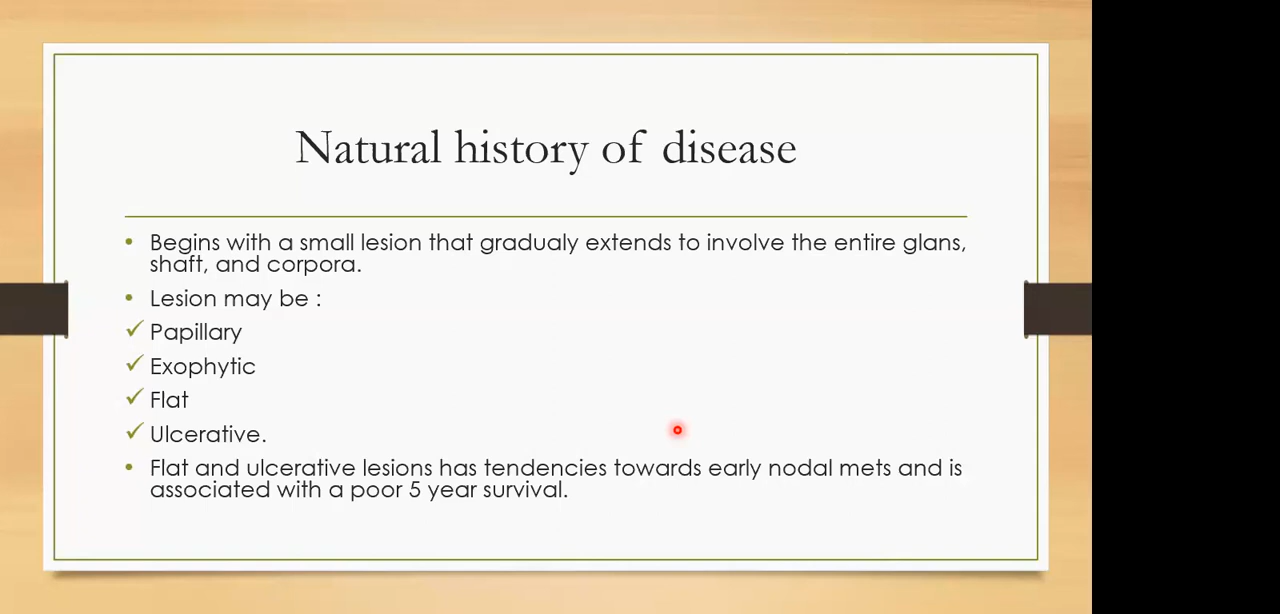 Natural history of disease
• Begins with a small lesion that gradualy extends to involve the entire glans,
shaft, and corpora.
• Lesion may be :
✓ Papillary
✓ Exophytic
✓ Flat
✓ Ulcerative.
• Flat and ulcerative lesions has tendencies towards early nodal mets and is
associated with a poor 5 year survival.